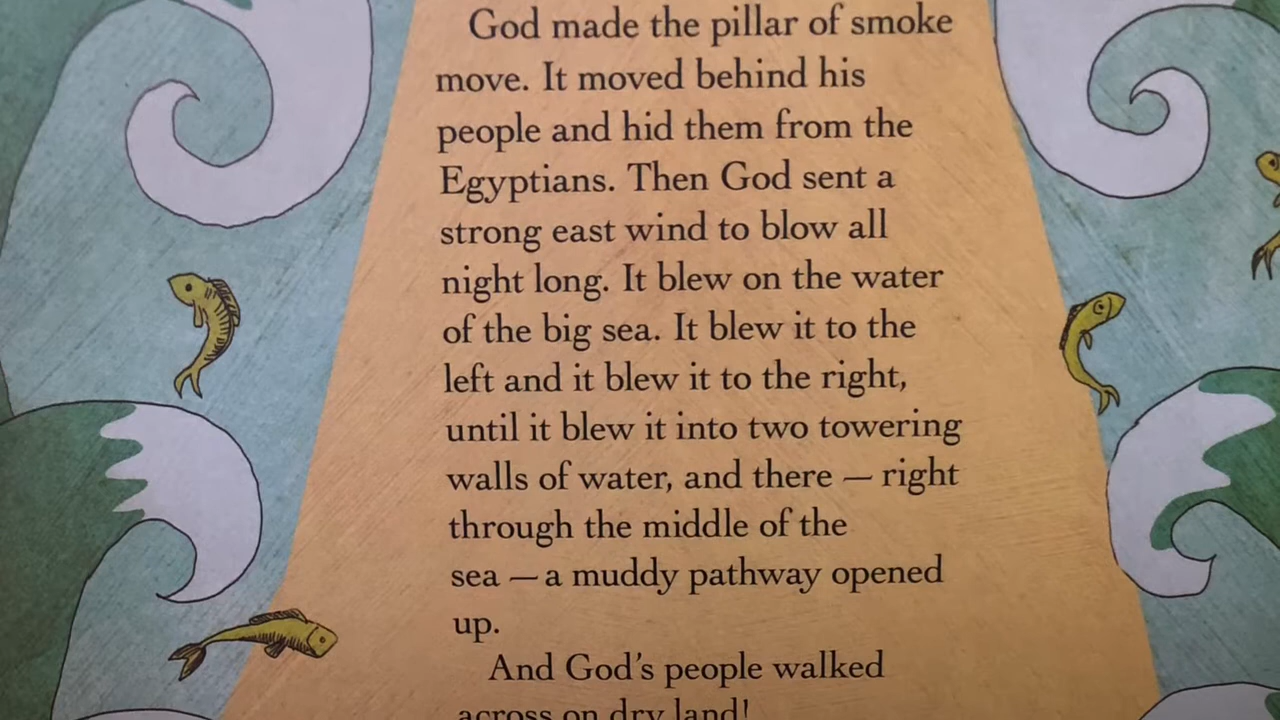 God made the pillar of smoke
move. It moved behind his
people and hid them from the
Egyptians. Then God sent a
strong east wind to blow all
night long. It blew on the water
of the big sea. It blew it to the
left and it blew it to the right,
until it blew it into two towering
walls of water, and there — right
through the middle of the
sea — a muddy pathway opened
up.
And God's people walked
across on dry land!